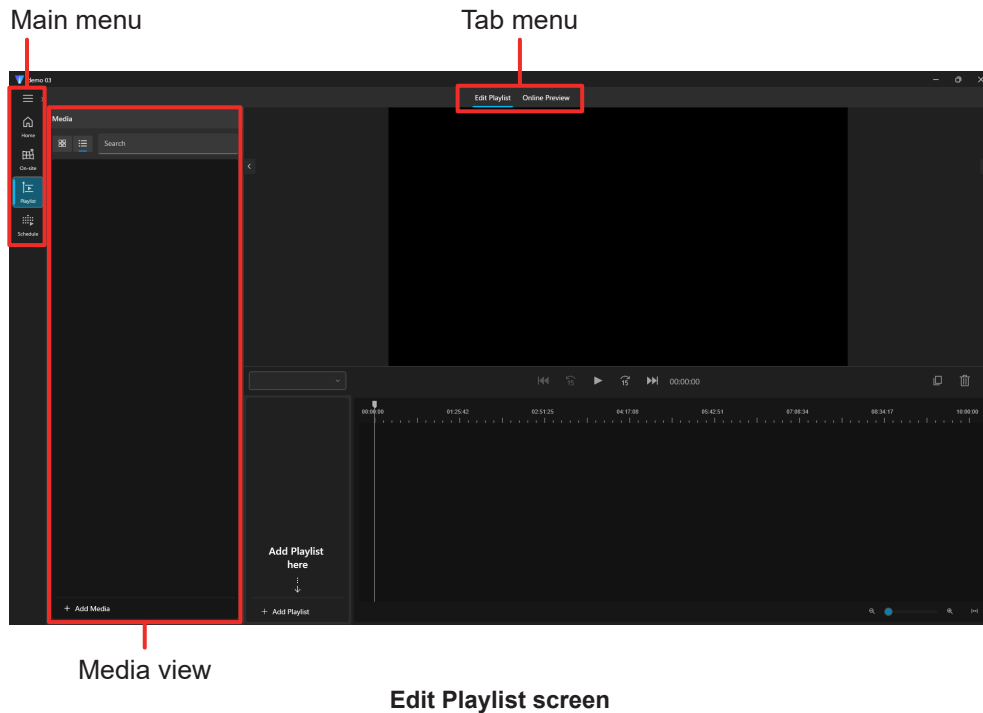 Main menu
Tab menu
demo 03
Edit Playlist
Online Preview
Home
On-site
Playlist
Schedule
Media
Search
+ Add Media
15
15
00:00:00
00:00:00
01:25:42
02:51:25
04:17:08
05:42:51
07:08:34
08:34:17
10:00:00
Add Playlist
here
+ Add Playlist
Media view
Edit Playlist screen